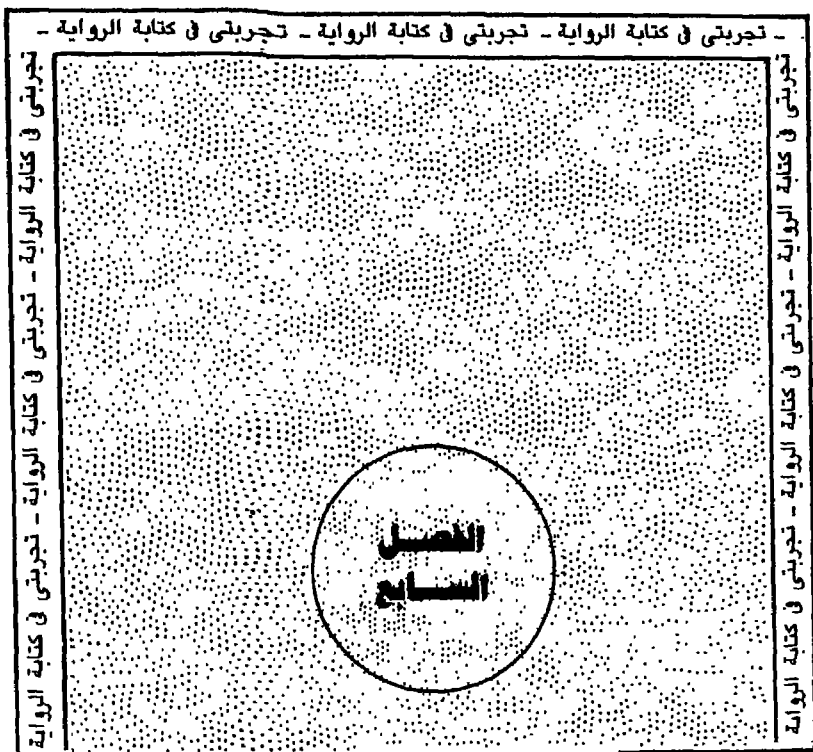 - تجربتى فى كتابة الرواية - تجربتى فى كتابة الرواية - تجربتى فى كتابة الرواية -
تجربتى فى كتابة الرواية - تجربتى فى كتابة الرواية - تجربتى فى كتابة الرواية
الفصل
السابع
تجربتى فى كتابة الرواية - تجربتى فى كتابة الرواية - تجربتى فى كتابة الرواية